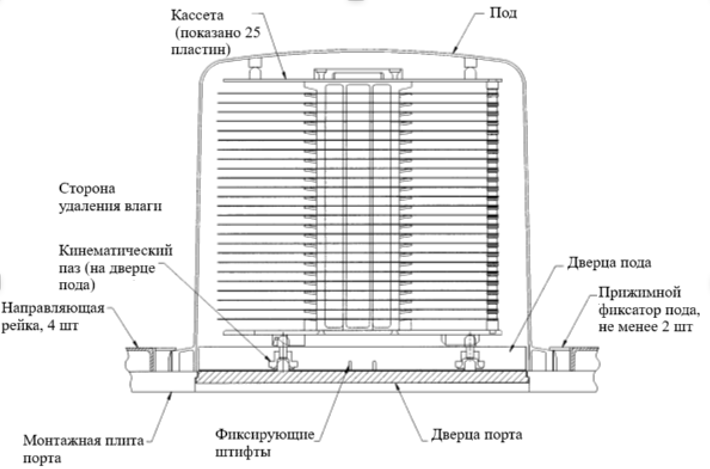 Кассета
(показано 25
пластин)
Под
Сторона
удаления влаги
Кинематический
паз (на дверце
пода)
Направляющая
рейка, 4 шт
Дверца пода
Прижимной
фиксатор пода,
не менее 2 шт
Монтажная плита
порта
Фиксирующие
штифты
Дверца порта